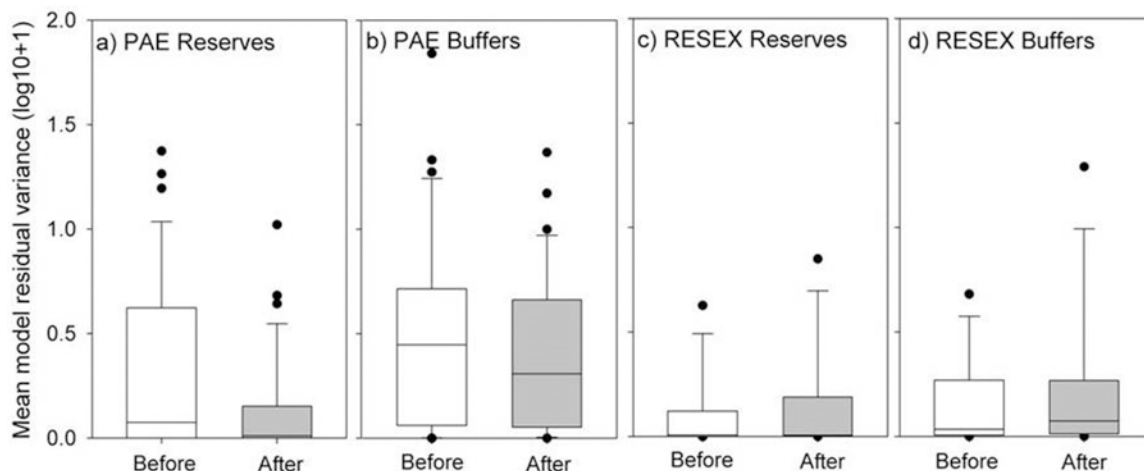 Mean model residual variance (log10+1)
2.0
1.5
1.0
0.5
0.0
a) PAE Reserves
b) PAE Buffers
c) RESEX Reserves
d) RESEX Buffers
Before After
Before After
Before After
Before After